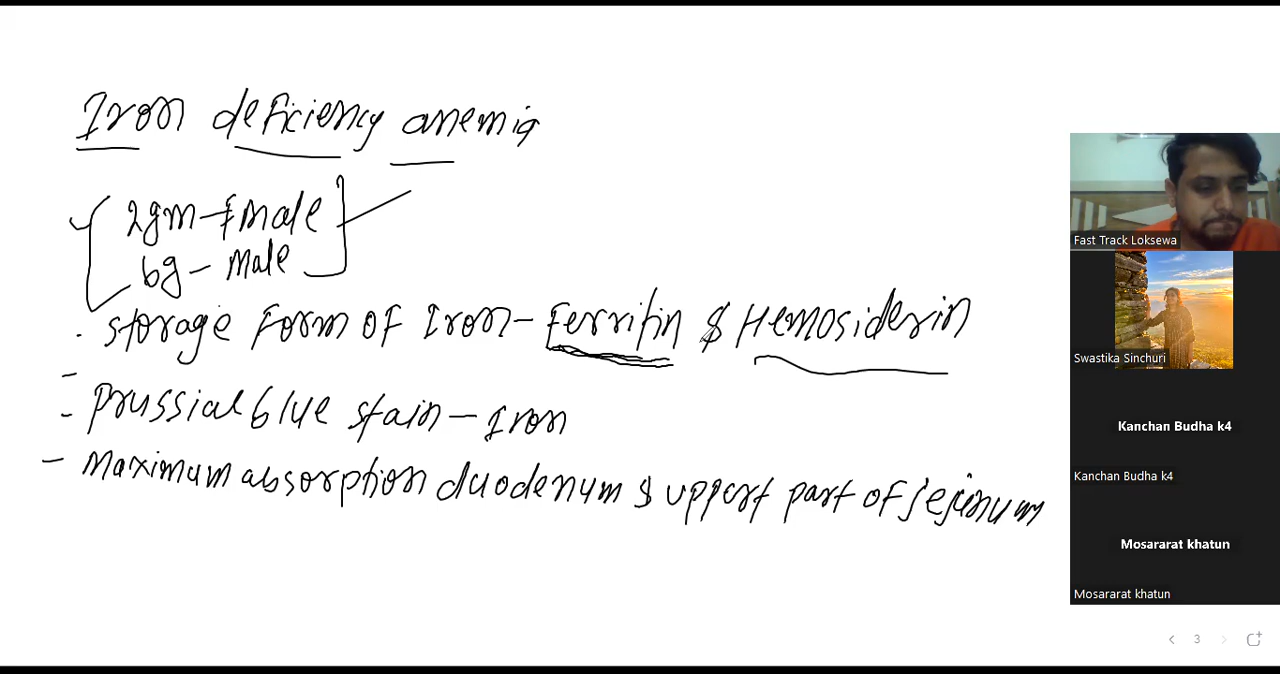 Iron deficiency anemia
2gm - female
6g - male
storage form of Iron - Ferritin & Hemosiderin
- prussial blue stain - Iron
- maximum absorption duodenum & uppert part of jejunum
Fast Track Loksewa
Swastika Sinchuri
Kanchan Budha k4
Kanchan Budha k4
Mosararat khatun
Mosararat khatun
3